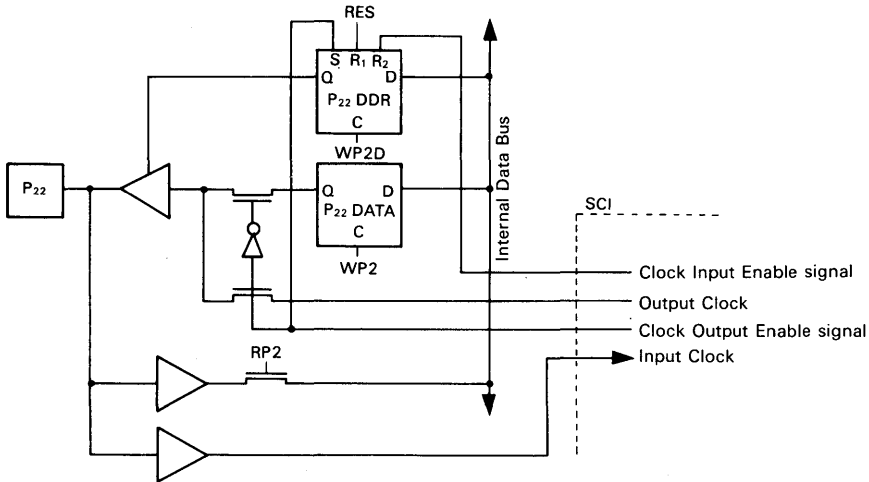 RES
S R₁ R₂
Q D
P₂₂ DDR
C
WP2D
P₂₂
Q D
P₂₂ DATA
C
WP2
Internal Data Bus
SCI
Clock Input Enable signal
Output Clock
Clock Output Enable signal
RP2
Input Clock